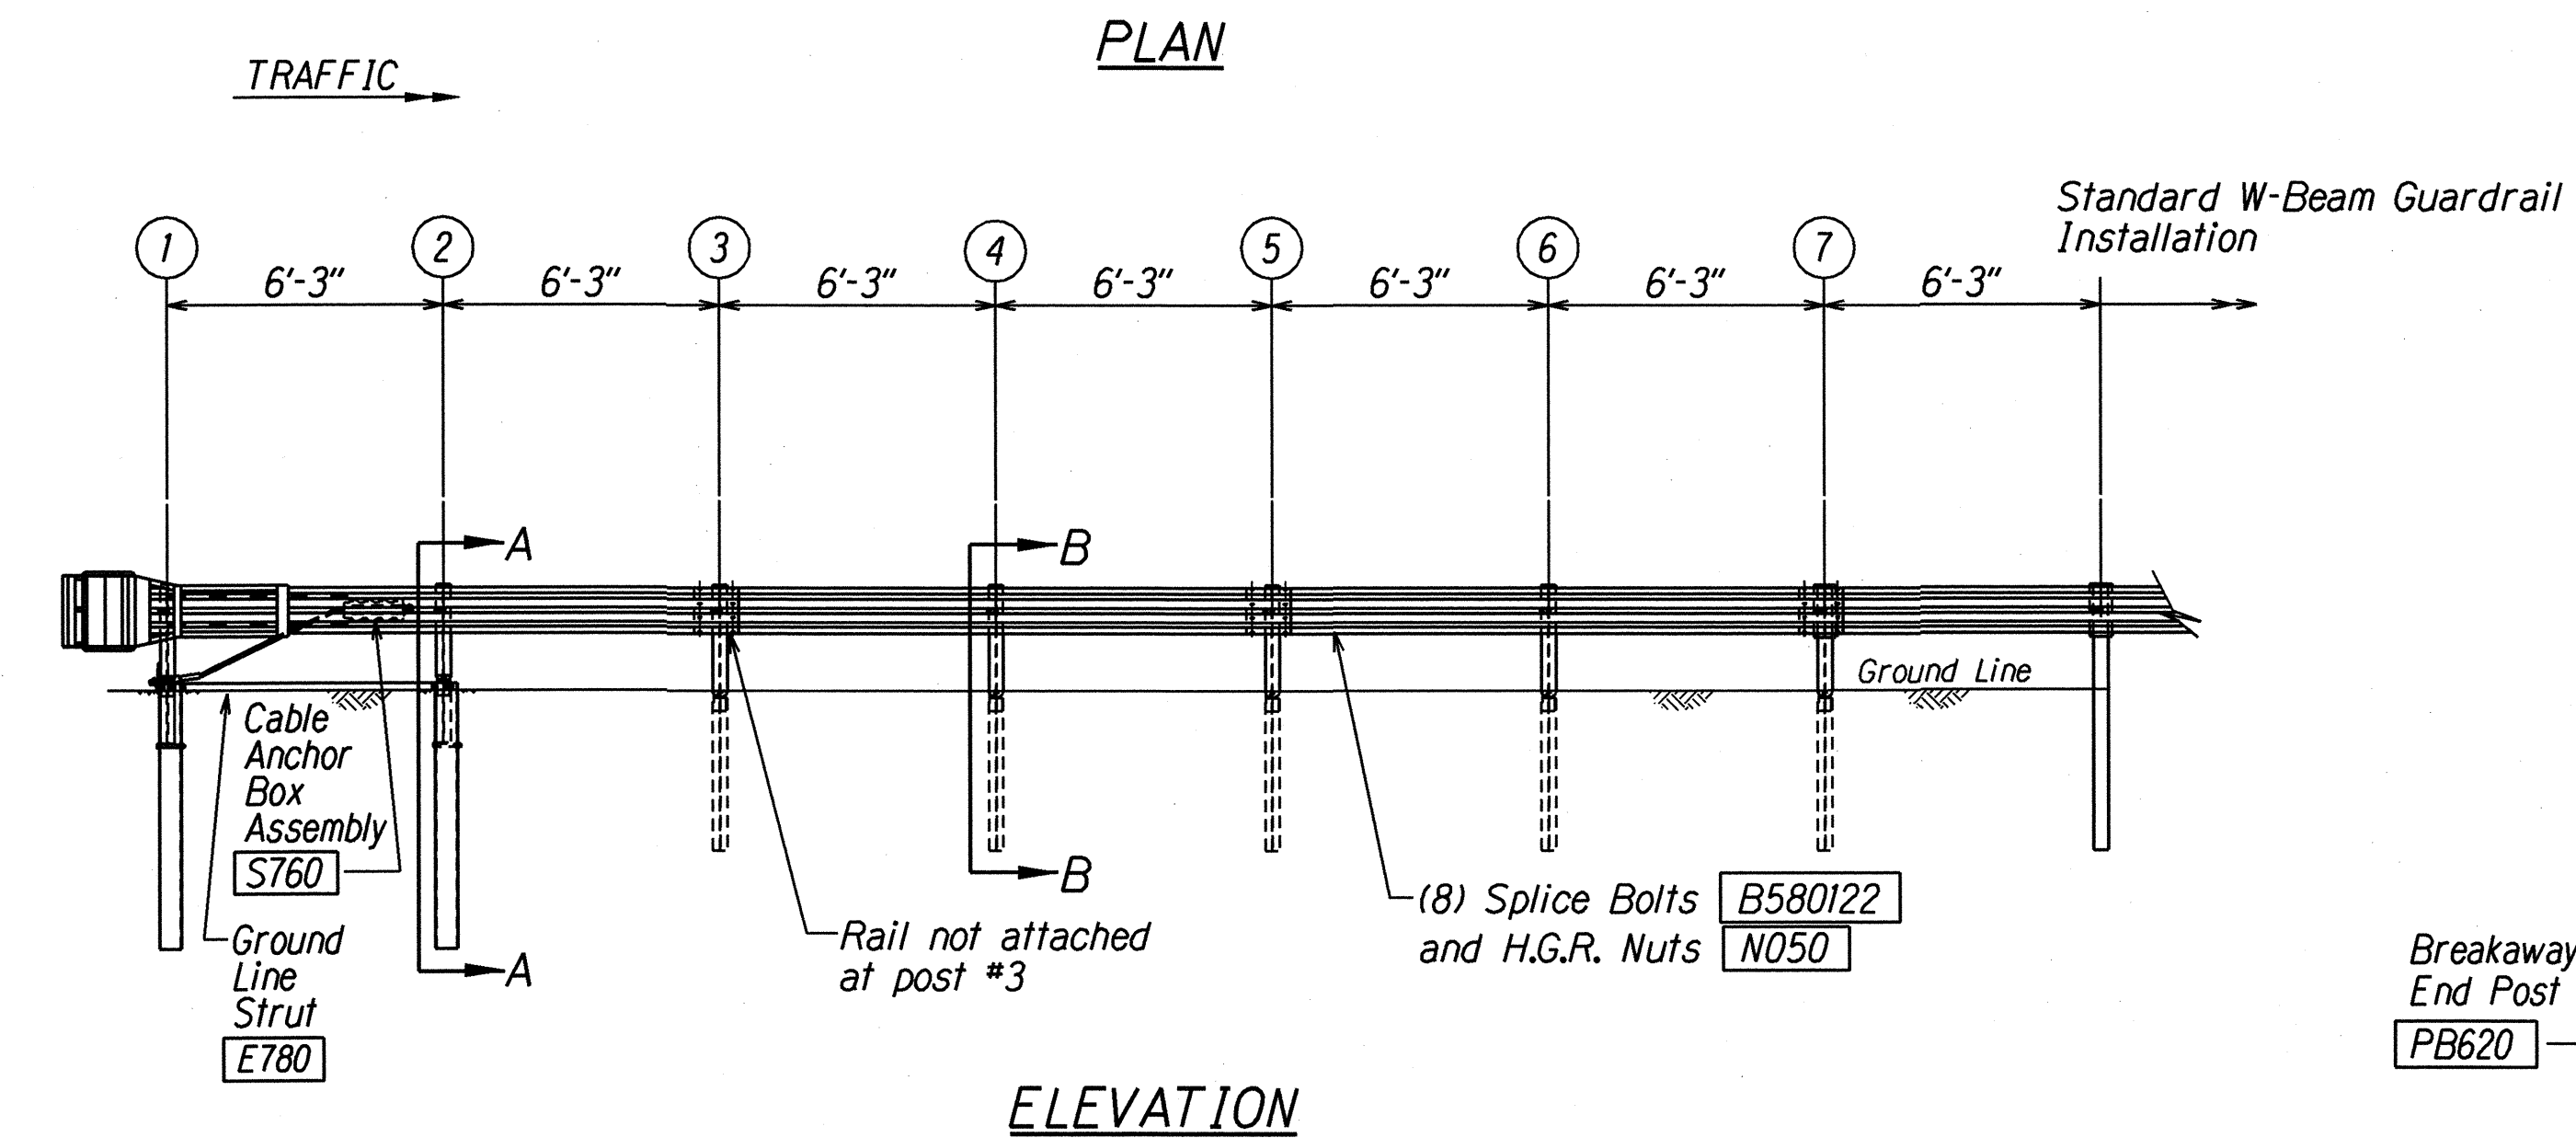 PLAN
TRAFFIC
Standard W-Beam Guardrail
Installation
1 2 3 4 5 6 7
6'-3" 6'-3" 6'-3" 6'-3" 6'-3" 6'-3" 6'-3"
A B
Ground Line
Cable
Anchor
Box
Assembly
S760
Ground
Line
Strut
E780
A
B
Rail not attached
at post #3
(8) Splice Bolts B580122
and H.G.R. Nuts N050
Breakaway
End Post
PB620
ELEVATION